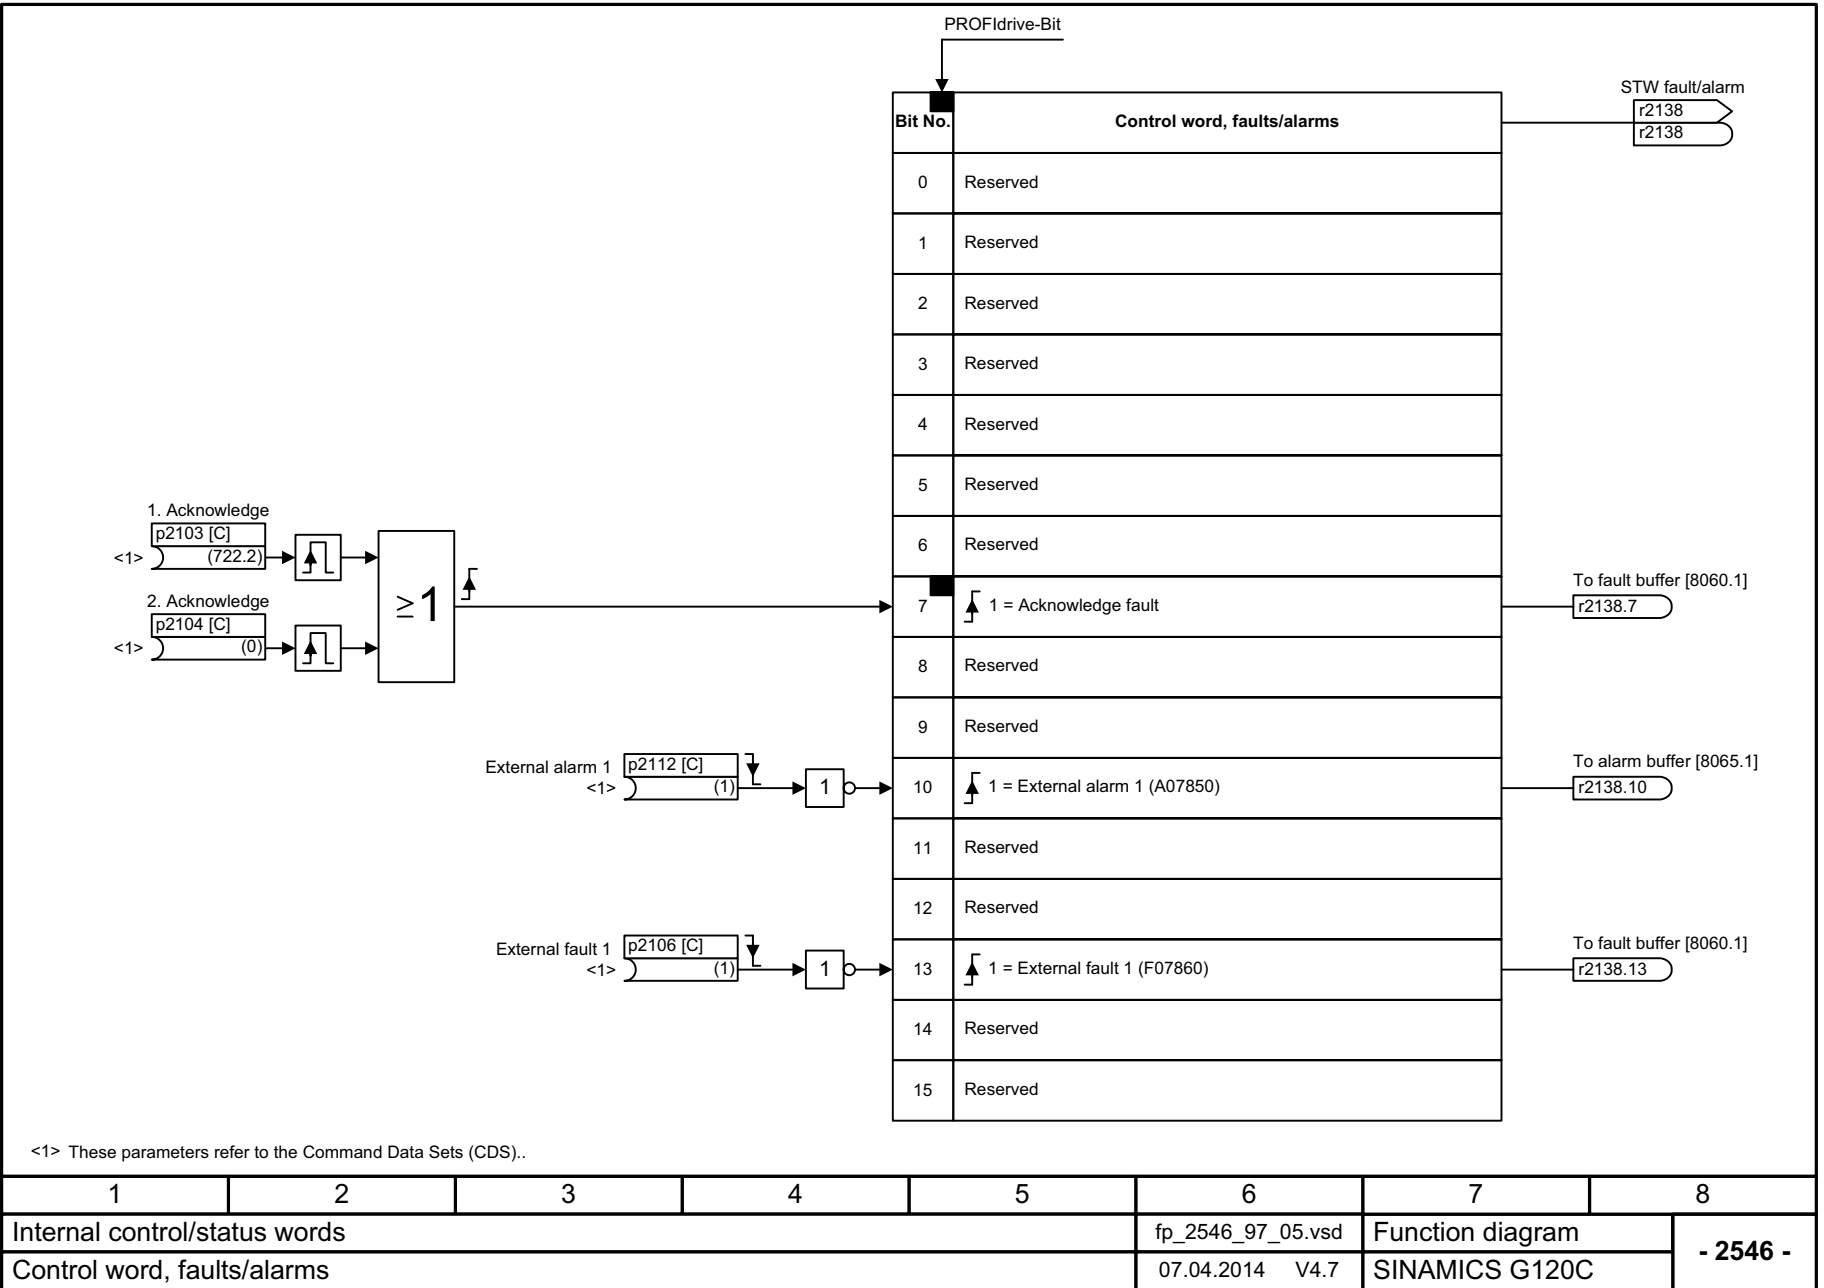 PROFIdrive-Bit
STW fault/alarm
r2138
r2138
Bit No. Control word, faults/alarms
0 Reserved
1 Reserved
2 Reserved
3 Reserved
4 Reserved
5 Reserved
6 Reserved
1. Acknowledge
p2103 [C]
<1> (722.2)
2. Acknowledge
p2104 [C]
<1> (0)
≥1
7 1 = Acknowledge fault
To fault buffer [8060.1]
r2138.7
8 Reserved
9 Reserved
External alarm 1 p2112 [C]
<1> (1)
1
10 1 = External alarm 1 (A07850)
To alarm buffer [8065.1]
r2138.10
11 Reserved
12 Reserved
External fault 1 p2106 [C]
<1> (1)
1
13 1 = External fault 1 (F07860)
To fault buffer [8060.1]
r2138.13
14 Reserved
15 Reserved
<1> These parameters refer to the Command Data Sets (CDS)..
1 2 3 4 5 6 7 8
Internal control/status words fp_2546_97_05.vsd Function diagram
- 2546 -
Control word, faults/alarms 07.04.2014 V4.7 SINAMICS G120C